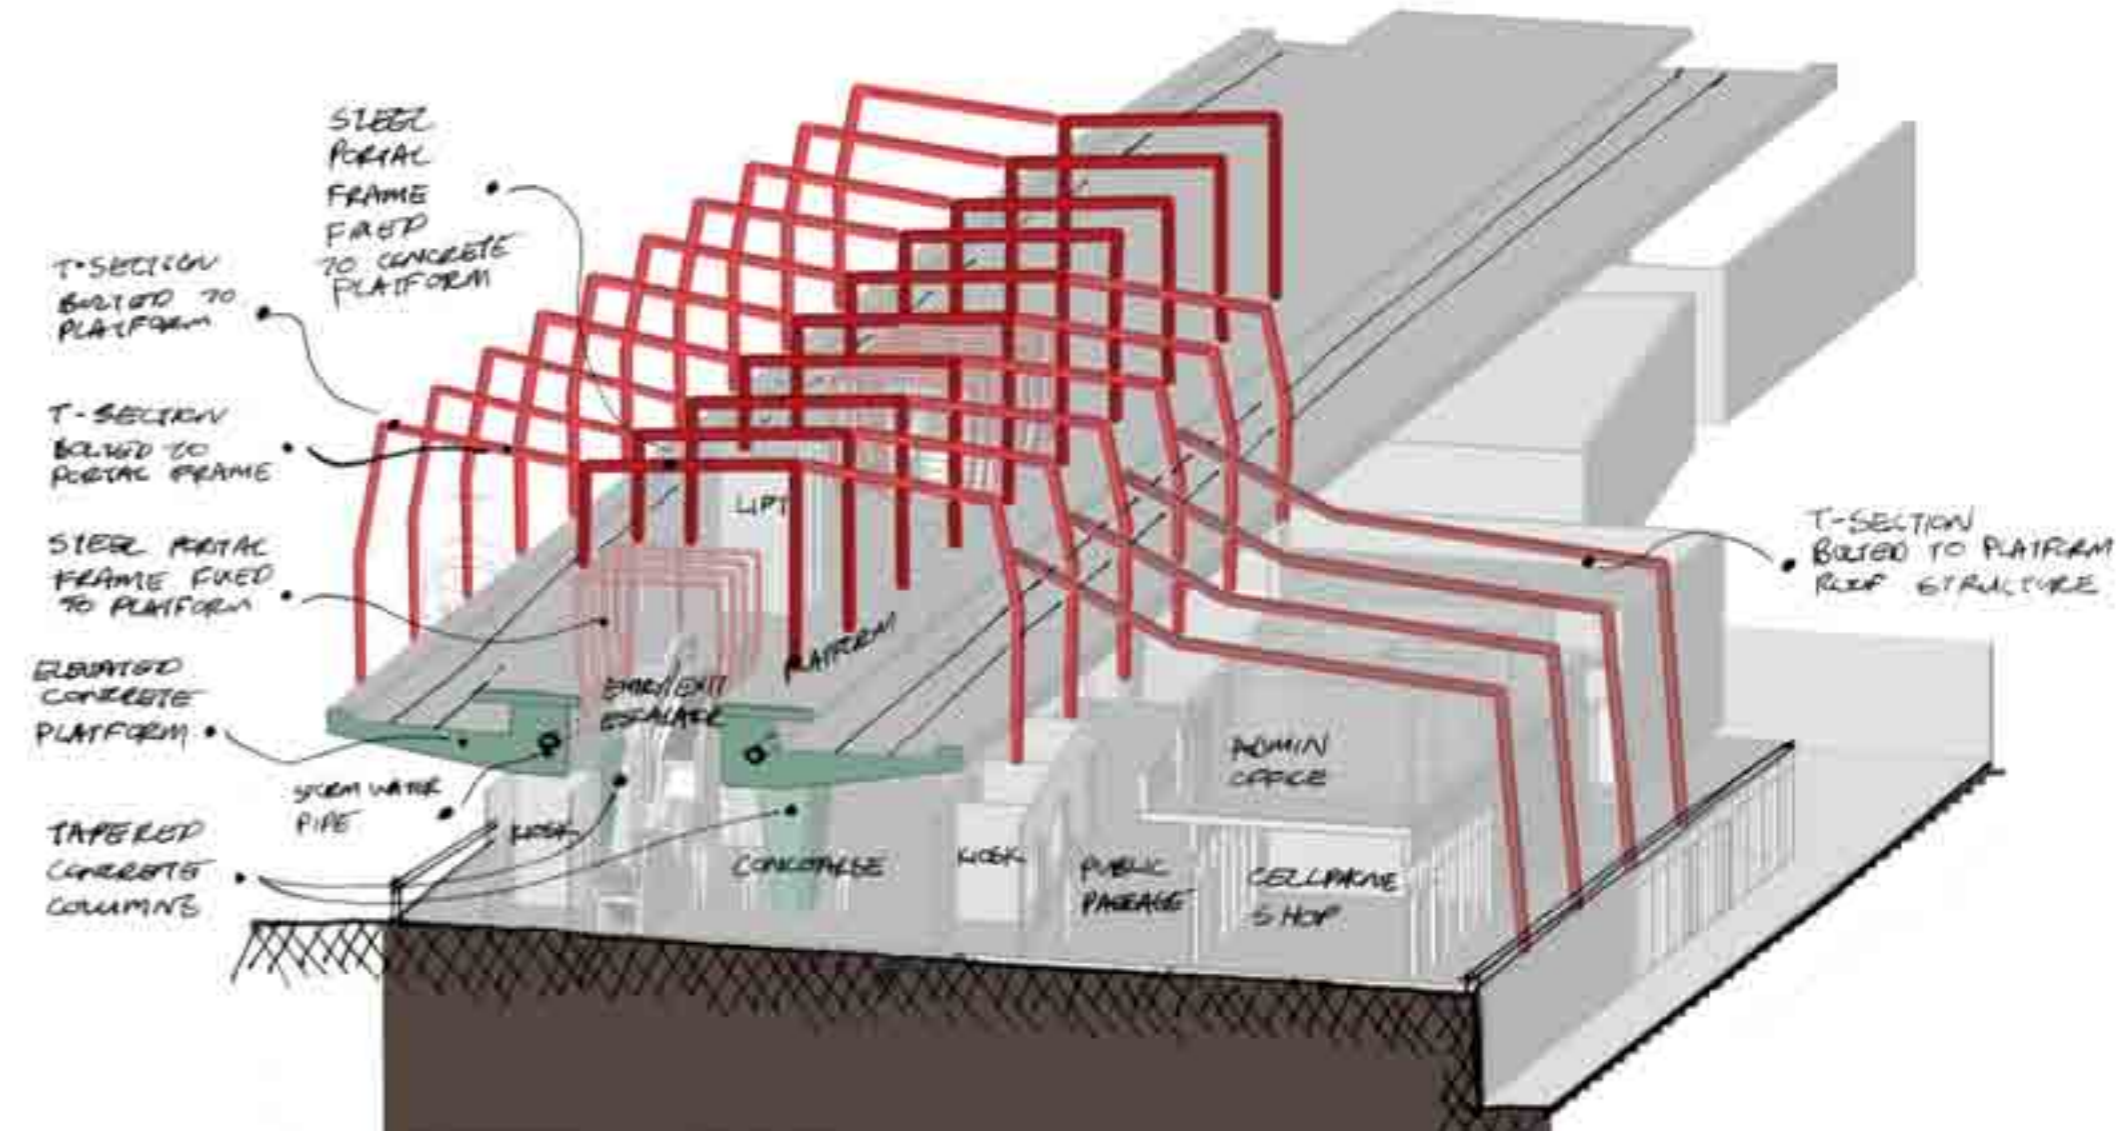 STEEL
PORTAL
FRAME
FIXED
TO CONCRETE
PLATFORM
T-SECTION
BOLTED TO
PLATFORM
T-SECTION
BOLTED TO
PORTAL FRAME
STEEL PORTAL
FRAME FIXED
TO PLATFORM
ELEVATED
CONCRETE
PLATFORM
STORM WATER
PIPE
TAPERED
CONCRETE
COLUMNS
LIFT
PLATFORM
ENTRY/EXIT
ESCALATOR
KIOSK
CONCOURSE
KIOSK
PUBLIC
PASSAGE
ADMIN
OFFICE
CELLPHONE
SHOP
T-SECTION
BOLTED TO PLATFORM
ROOF STRUCTURE